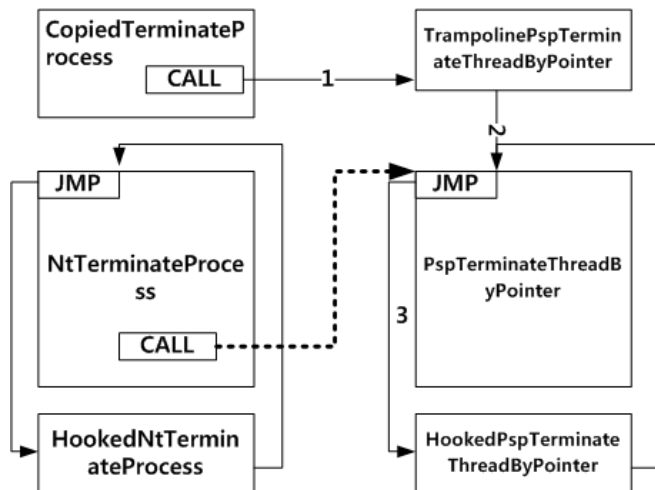 CopiedTerminateP
rocess
CALL
1
TrampolinePspTermin
ateThreadByPointer
2
JMP
NtTerminateProce
ss
CALL
JMP
PspTerminateThreadB
yPointer
3
HookedNtTermin
ateProcess
HookedPspTerminate
ThreadByPointer